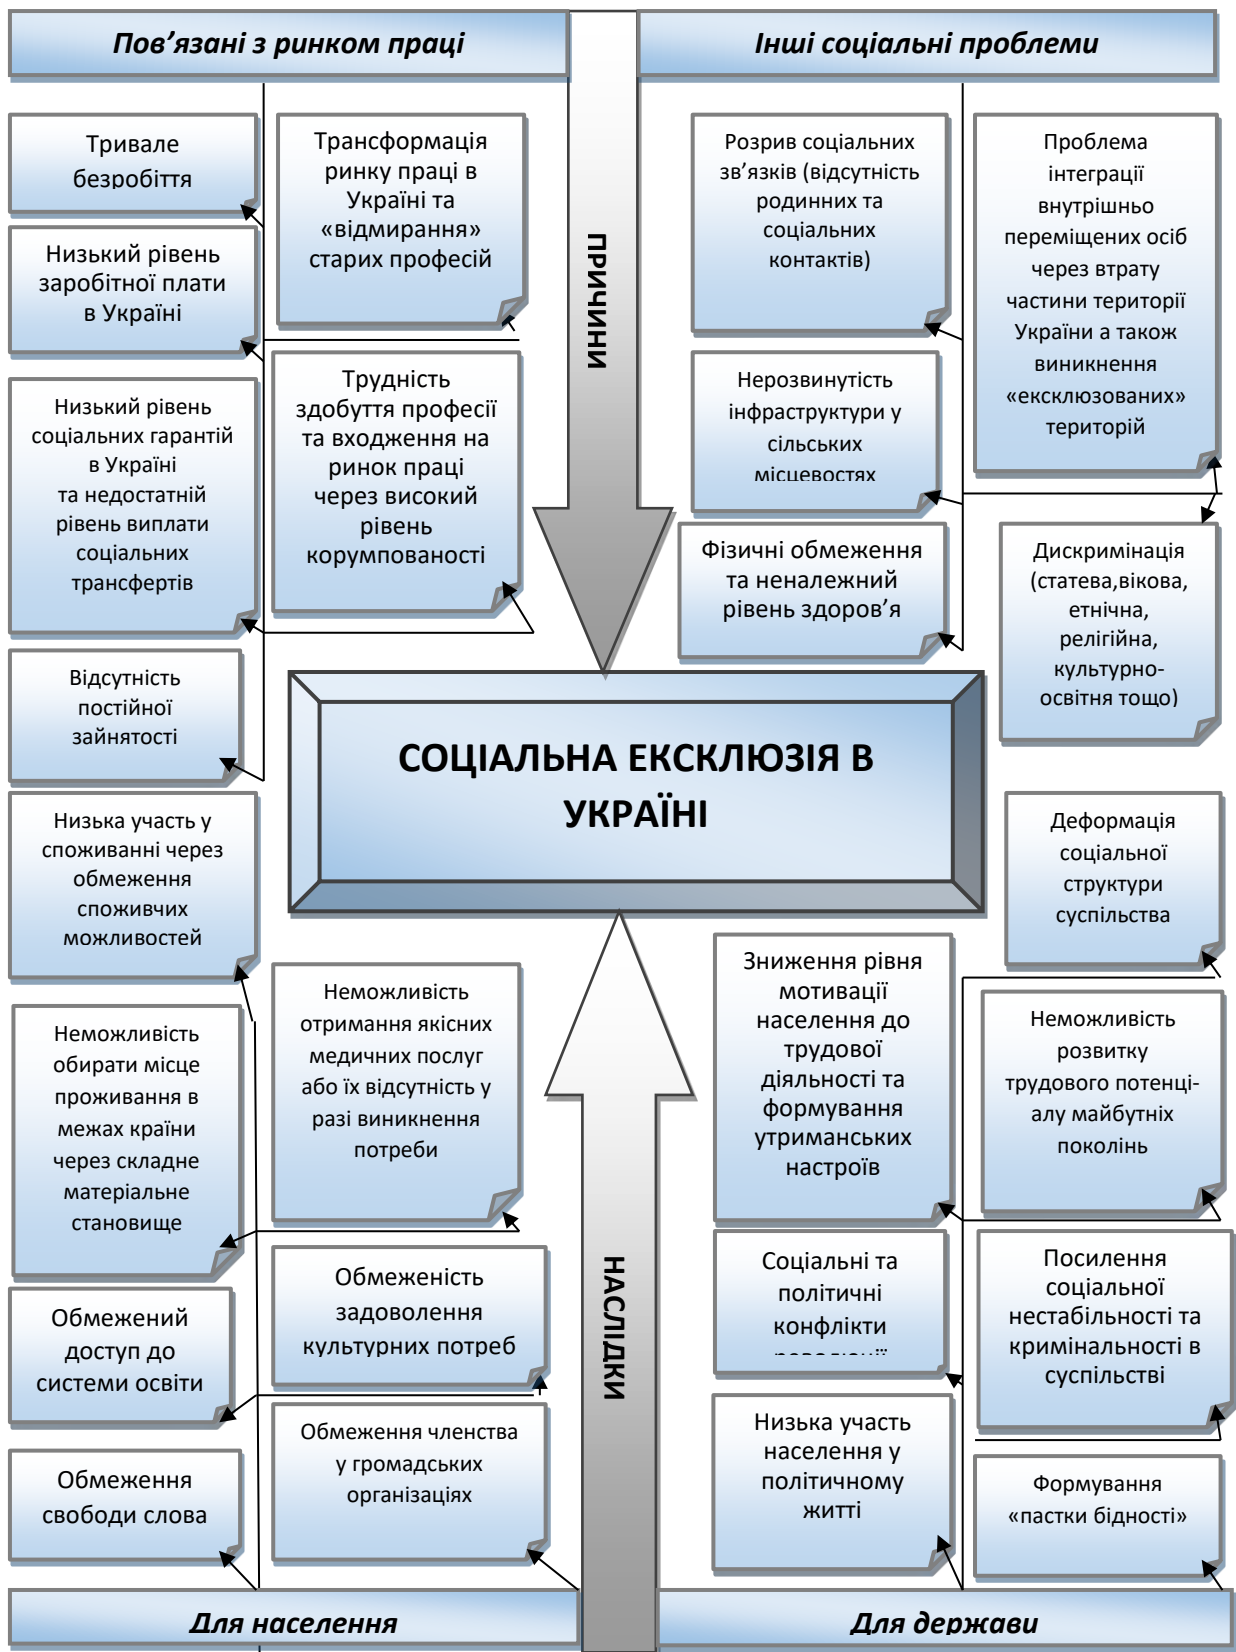 Пов’язані з ринком праці
Інші соціальні проблеми
ПРИЧИНИ
Тривале
безробіття
Трансформація
ринку праці в
Україні та
«відмирання»
старих професій
Низький рівень
заробітної плати
в Україні
Низький рівень
соціальних гарантій
в Україні
та недостатній
рівень виплати
соціальних
трансфертів
Трудність
здобуття професії
та входження на
ринок праці
через високий
рівень
корумпованості
Відсутність
постійної
зайнятості
Розрив соціальних
зв’язків (відсутність
родинних та
соціальних
контактів)
Проблема
інтеграції
внутрішньо
переміщених осіб
через втрату
частини території
України а також
виникнення
«ексклюзованих»
територій
Нерозвинутість
інфраструктури у
сільських
місцевостях
Фізичні обмеження
та неналежний
рівень здоров’я
Дискримінація
(статева,вікова,
етнічна,
релігійна,
культурно-
освітня тощо)
СОЦІАЛЬНА ЕКСКЛЮЗІЯ В
УКРАЇНІ
Низька участь у
споживанні через
обмеження
споживчих
можливостей
Неможливість
отримання якісних
медичних послуг
або їх відсутність у
разі виникнення
потреби
Неможливість
обирати місце
проживання в
межах країни
через складне
матеріальне
становище
Обмеженість
задоволення
культурних потреб
Обмежений
доступ до
системи освіти
Обмеження членства
у громадських
організаціях
Обмеження
свободи слова
НАСЛІДКИ
Деформація
соціальної
структури
суспільства
Зниження рівня
мотивації
населення до
трудової
діяльності та
формування
утриманських
настроїв
Неможливість
розвитку
трудового потенці-
алу майбутніх
поколінь
Соціальні та
політичні
конфлікти
Посилення
соціальної
нестабільності та
кримінальності в
суспільстві
Низька участь
населення у
політичному
житті
Формування
«пастки бідності»
Для населення
Для держави